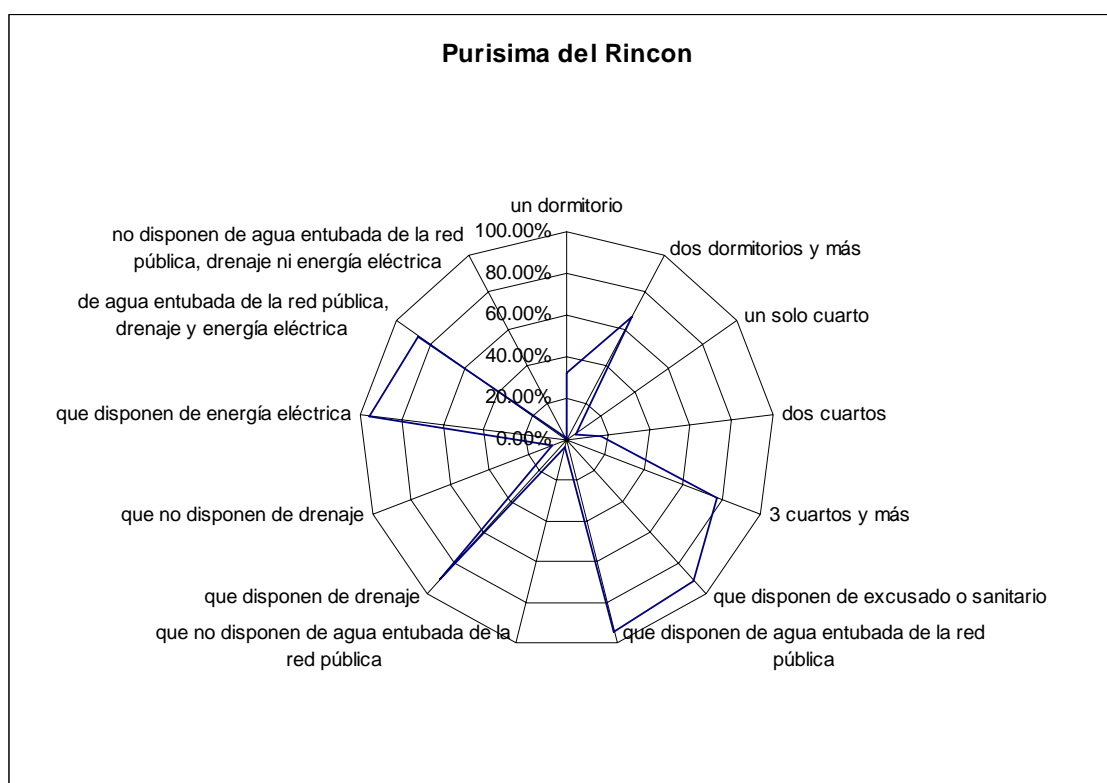 Purisima del Rincon
un dormitorio
dos dormitorios y más
un solo cuarto
dos cuartos
3 cuartos y más
que disponen de excusado o sanitario
que disponen de agua entubada de la red
pública
que no disponen de agua entubada de la
red pública
que disponen de drenaje
que no disponen de drenaje
que disponen de energía eléctrica
de agua entubada de la red pública,
drenaje y energía eléctrica
no disponen de agua entubada de la red
pública, drenaje ni energía eléctrica
100.00%
80.00%
60.00%
40.00%
20.00%
0.00%